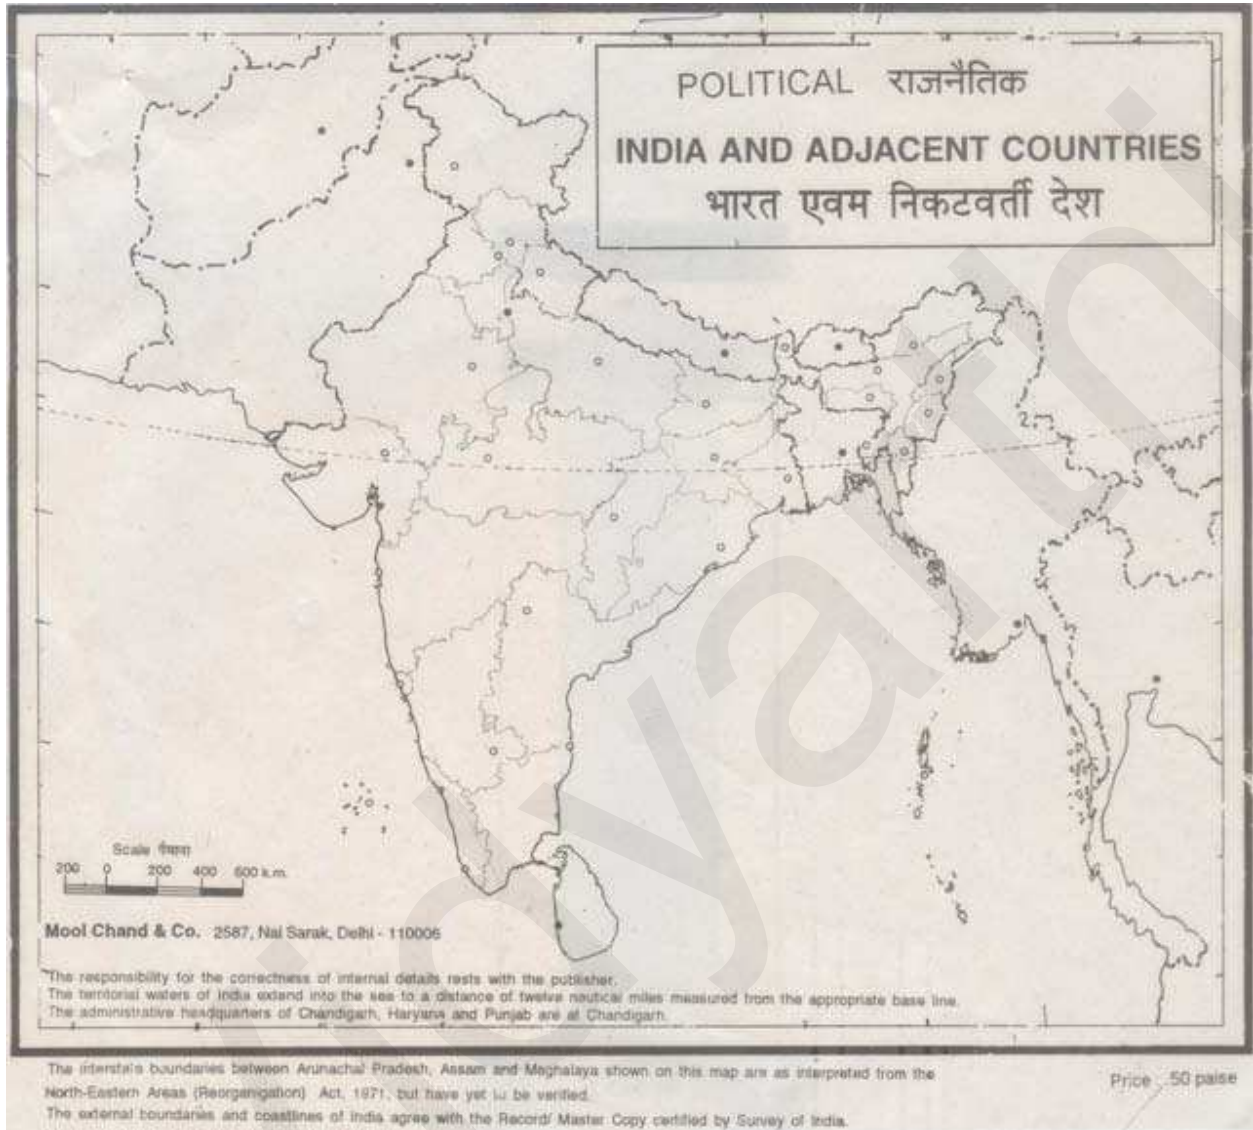 POLITICAL राजनैतिक
INDIA AND ADJACENT COUNTRIES
भारत एवम निकटवर्ती देश
Scale पैमाना
200 0 200 400 600 k.m.
Mool Chand & Co. 2587, Nai Sarak, Delhi - 110006
The responsibility for the correctness of internal details rests with the publisher.
The territorial waters of India extend into the sea to a distance of twelve nautical miles measured from the appropriate base line.
The administrative headquarters of Chandigarh, Haryana and Punjab are at Chandigarh.
The interstate boundaries between Arunachal Pradesh, Assam and Meghalaya shown on this map are as interpreted from the
North-Eastern Areas (Reorganigation) Act, 1971, but have yet to be verified.
Price .50 paise
The external boundaries and coastlines of India agree with the Record/ Master Copy certified by Survey of India.